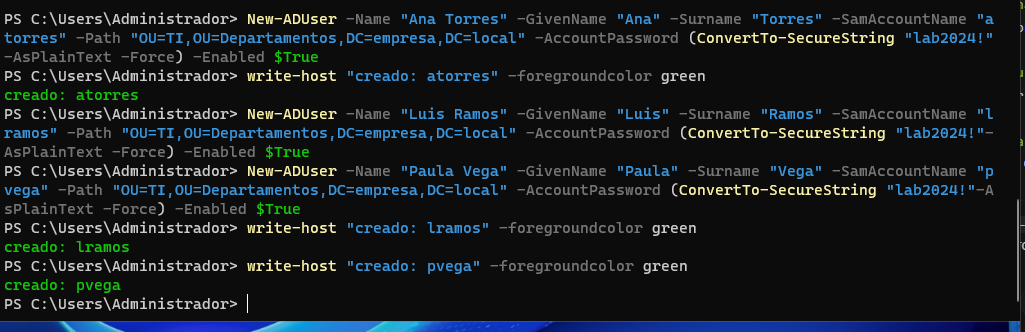 PS C:\Users\Administrador> New-ADUser -Name "Ana Torres" -GivenName "Ana" -Surname "Torres" -SamAccountName "a
torres" -Path "OU=TI,OU=Departamentos,DC=empresa,DC=local" -AccountPassword (ConvertTo-SecureString "lab2024!"
-AsPlainText -Force) -Enabled $True
PS C:\Users\Administrador> write-host "creado: atorres" -foregroundcolor green
creado: atorres
PS C:\Users\Administrador> New-ADUser -Name "Luis Ramos" -GivenName "Luis" -Surname "Ramos" -SamAccountName "l
ramos" -Path "OU=TI,OU=Departamentos,DC=empresa,DC=local" -AccountPassword (ConvertTo-SecureString "lab2024!"-
AsPlainText -Force) -Enabled $True
PS C:\Users\Administrador> New-ADUser -Name "Paula Vega" -GivenName "Paula" -Surname "Vega" -SamAccountName "p
vega" -Path "OU=TI,OU=Departamentos,DC=empresa,DC=local" -AccountPassword (ConvertTo-SecureString "lab2024!"-A
sPlainText -Force) -Enabled $True
PS C:\Users\Administrador> write-host "creado: lramos" -foregroundcolor green
creado: lramos
PS C:\Users\Administrador> write-host "creado: pvega" -foregroundcolor green
creado: pvega
PS C:\Users\Administrador>